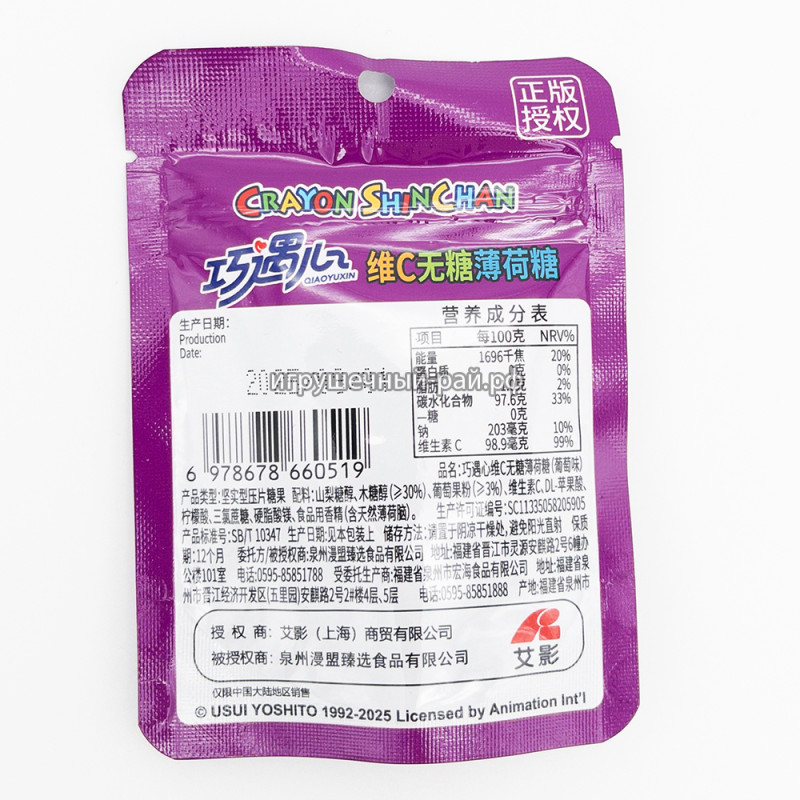 正版
授权
CRAYON SHINCHAN
巧遇心
QIAOYUXIN
维C无糖薄荷糖
生产日期:
Production
Date:
营养成分表
项目 每100克 NRV%
能量 1696千焦 20%
蛋白质 0%
脂肪 2%
碳水化合物 97.6克 33%
一糖 0克
钠 203毫克 10%
维生素 C 98.9毫克 99%
игрушечный-рай.рф
6 978678 660519
品名:巧遇心维C无糖薄荷糖(葡萄味)
产品类型:坚实型压片糖果 配料:山梨糖醇、木糖醇(≥30%)、葡萄果粉(≥3%)、维生素C、DL-苹果酸、
柠檬酸、三氯蔗糖、硬脂酸镁、食用香精(含天然薄荷脑)。 生产许可证编号:SC11335058205905
产品标准号:SB/T 10347 生产日期:见本包装上 储存方法:请置于阴凉干燥处,避免阳光直射 保质
期:12个月 委托方/被授权商:泉州漫盟臻选食品有限公司 地址:福建省晋江市灵源安麒路2号6幢办
公楼101室 电话:0595-85851788 受委托生产商:福建省泉州市宏海食品有限公司 地址:福建省泉
州市晋江经济开发区(五里园)安麒路2号2#楼4层、5层 电话:0595-85851888 产地:福建省泉州市
授 权 商: 艾影(上海)商贸有限公司
被授权商: 泉州漫盟臻选食品有限公司
艾影
仅限中国大陆地区销售
© USUI YOSHITO 1992-2025 Licensed by Animation Int'l